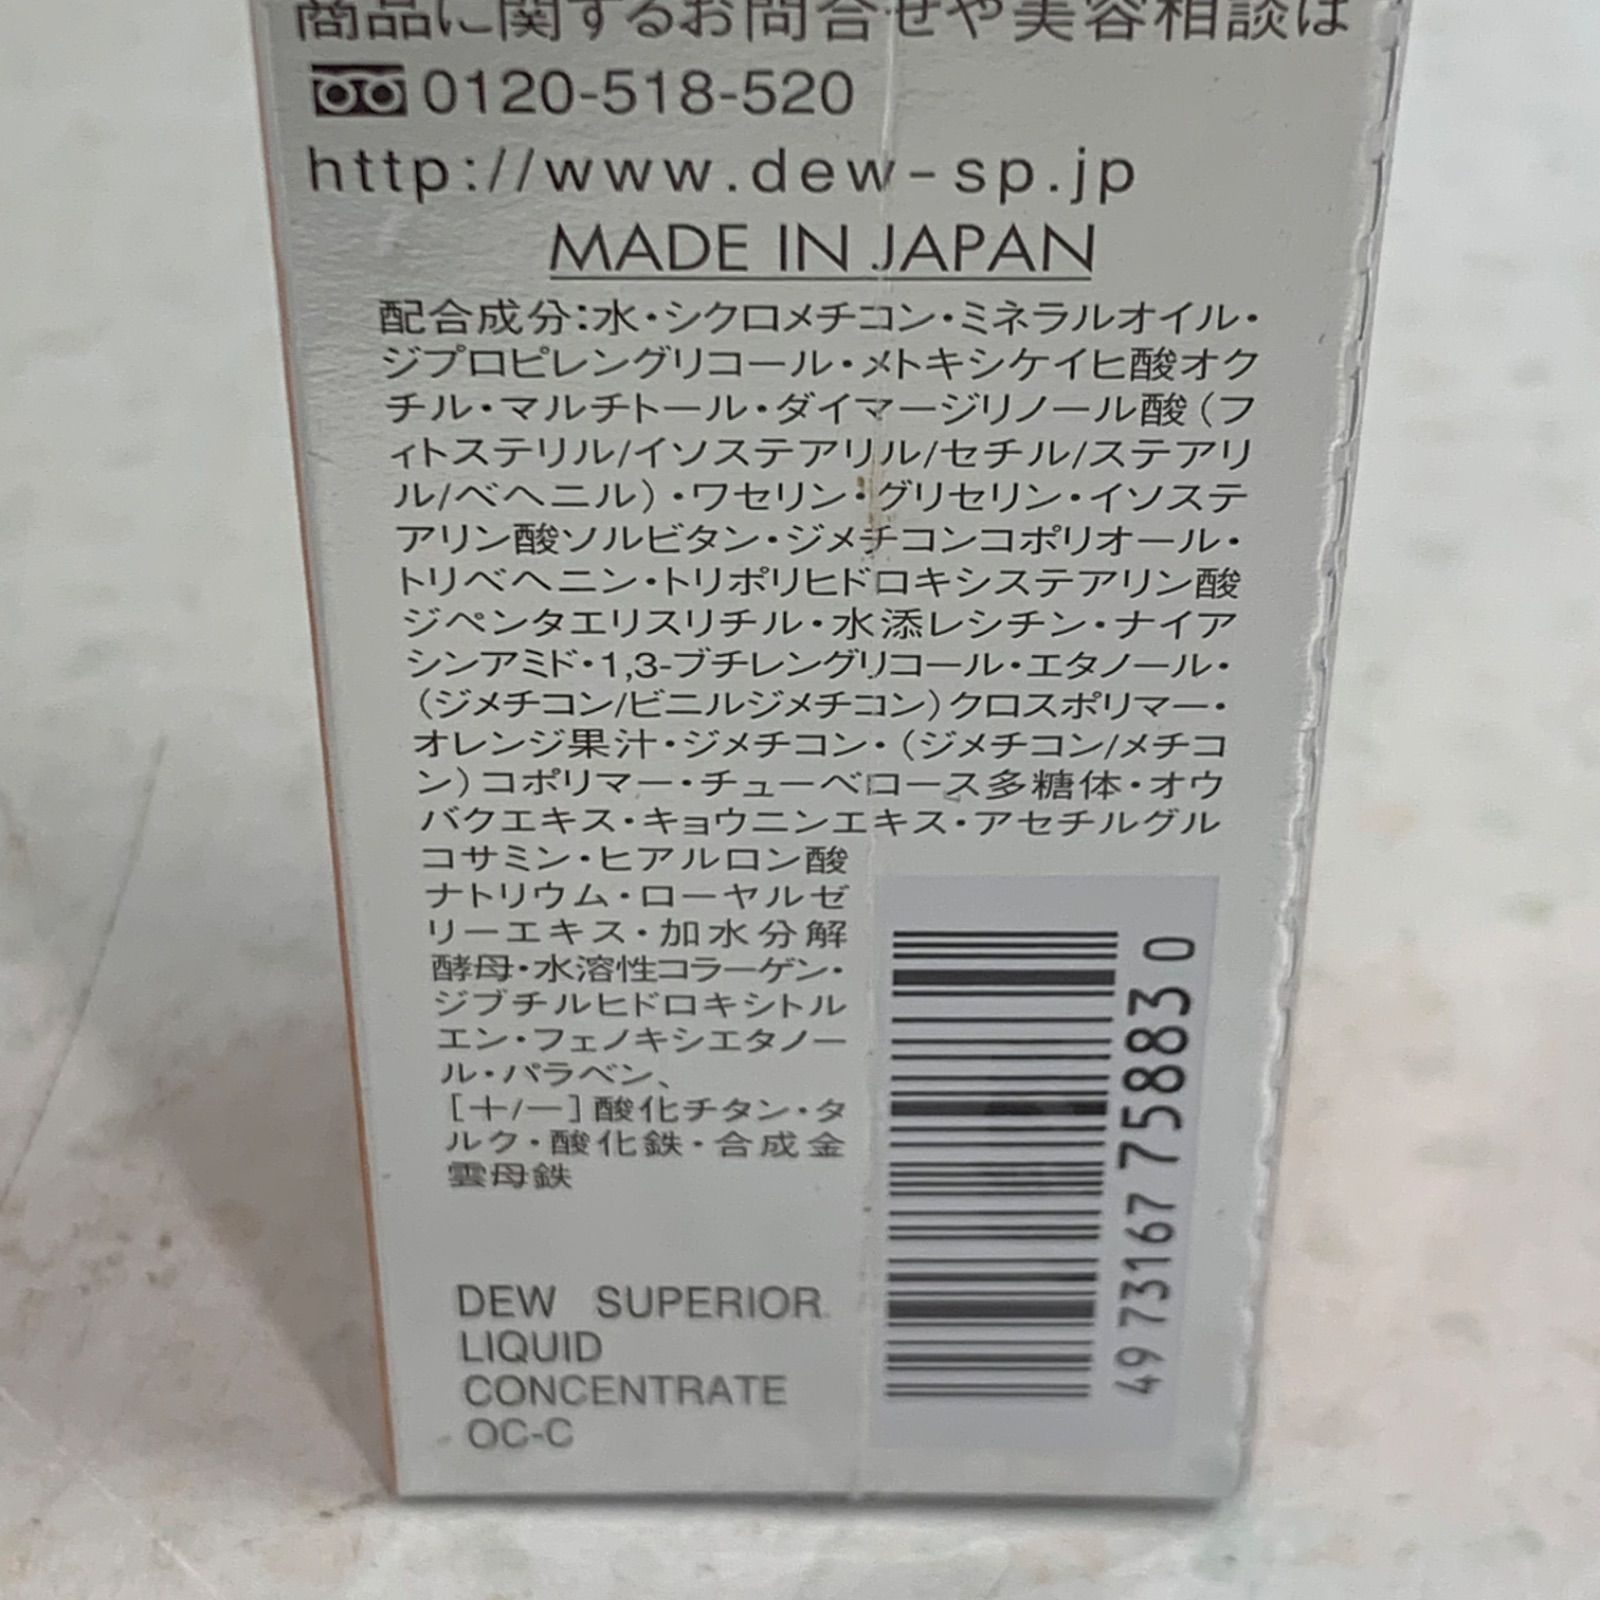 商品に関するお問合せや美容相談は
0120-518-520
http://www.dew-sp.jp
MADE IN JAPAN
配合成分：水・シクロメチコン・ミネラルオイル・
ジプロピレングリコール・メトキシケイヒ酸オク
チル・マルチトール・ダイマージリノール酸（フ
ィトステリル/イソステアリル/セチル/ステアリ
ル/ベヘニル）・ワセリン・グリセリン・イソステ
アリン酸ソルビタン・ジメチコンコポリオール・
トリベヘニン・トリポリヒドロキシステアリン酸
ジペンタエリスリチル・水添レシチン・ナイア
シンアミド・1,3-ブチレングリコール・エタノール・
（ジメチコン/ビニルジメチコン）クロスポリマー・
オレンジ果汁・ジメチコン・（ジメチコン/メチコ
ン）コポリマー・チューベロース多糖体・オウ
バクエキス・キョウニンエキス・アセチルグル
コサミン・ヒアルロン酸
ナトリウム・ローヤルゼ
リーエキス・加水分解
酵母・水溶性コラーゲン・
ジブチルヒドロキシトル
エン・フェノキシエタノー
ル・パラベン、
［＋/－］酸化チタン・タ
ルク・酸化鉄・合成金
雲母鉄
DEW SUPERIOR
LIQUID
CONCENTRATE
OC-C
49 73167 75883 0